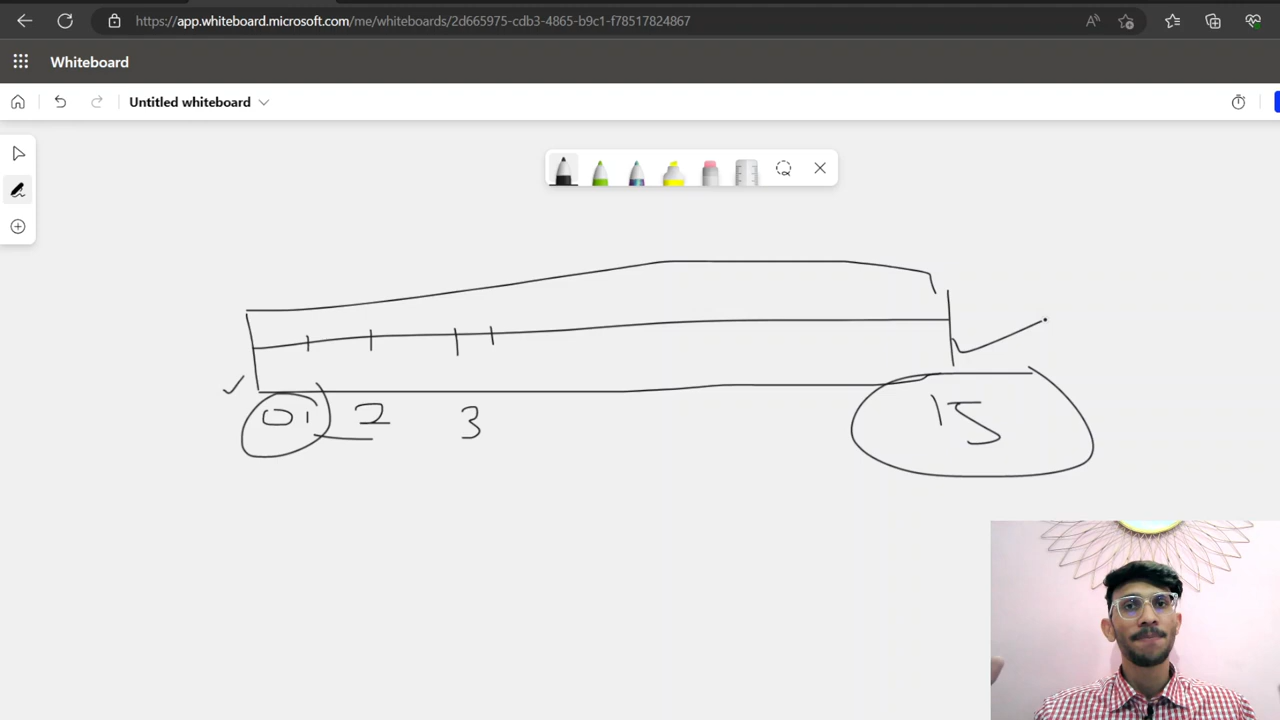 https://app.whiteboard.microsoft.com/me/whiteboards/2d665975-cdb3-4865-b9c1-f78517824867
Whiteboard
Untitled whiteboard
01 2 3 15